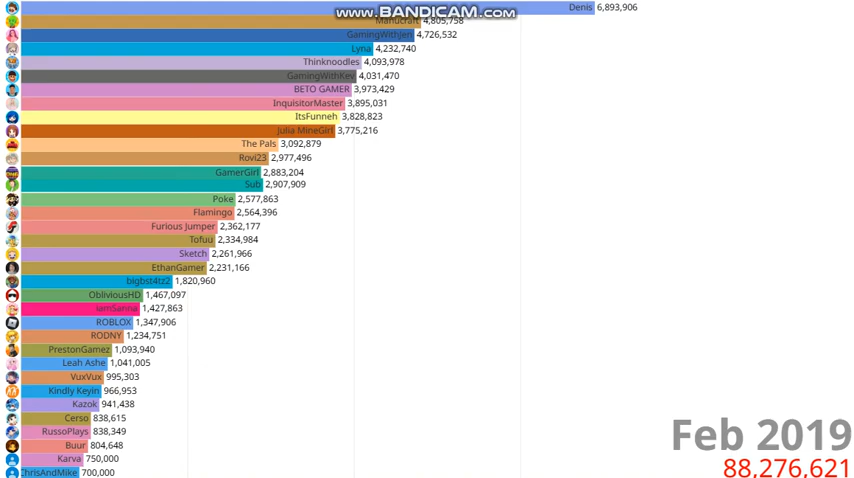 www.BANDICAM.com
Denis 6,893,906
4,805,758
GamingWithJen 4,726,532
Lyna 4,232,740
Thinknoodles 4,093,978
GamingWithKev 4,031,470
BETO GAMER 3,973,429
InquisitorMaster 3,895,031
ItsFunneh 3,828,823
Julia MineGirl 3,775,216
The Pals 3,092,879
Rovi23 2,977,496
GamerGirl 2,883,204
Sub 2,907,909
Poke 2,577,863
Flamingo 2,564,396
Furious Jumper 2,362,177
Tofuu 2,334,984
Sketch 2,261,966
EthanGamer 2,231,166
bigbst4tz2 1,820,960
ObliviousHD 1,467,097
iamSanna 1,427,863
ROBLOX 1,347,906
RODNY 1,234,751
PrestonGamez 1,093,940
Leah Ashe 1,041,005
VuxVux 995,303
Kindly Keyin 966,953
Kazok 941,438
Cerso 838,615
RussoPlays 838,349
Buur 804,648
Karva 750,000
ChrisAndMike 700,000
Feb 2019
88,276,621